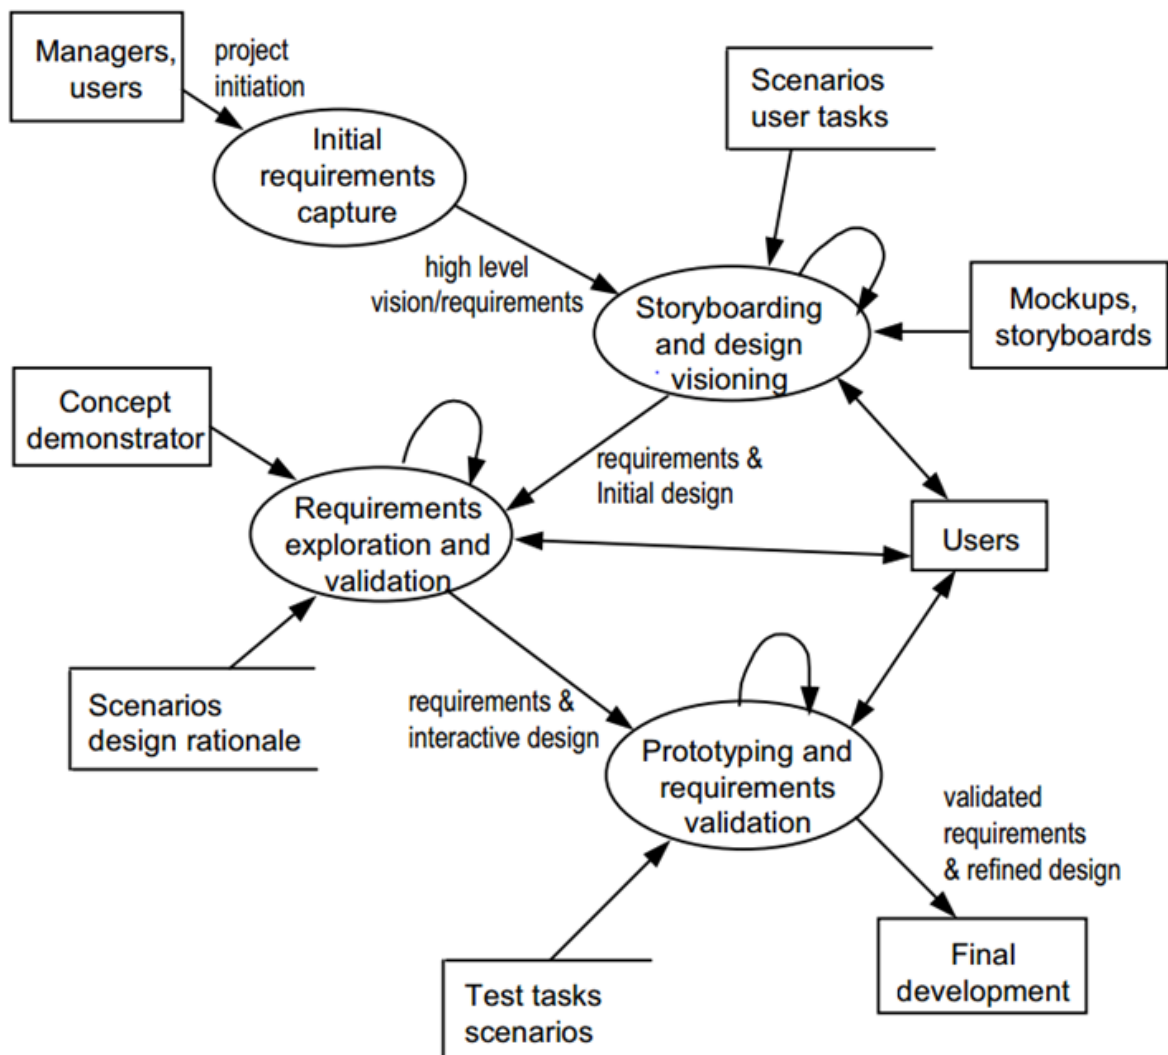 Managers,
users
project
initiation
Initial
requirements
capture
Scenarios
user tasks
high level
vision/requirements
Storyboarding
and design
visioning
Mockups,
storyboards
Concept
demonstrator
requirements &
Initial design
Requirements
exploration and
validation
Users
Scenarios
design rationale
requirements &
interactive design
Prototyping and
requirements
validation
validated
requirements
& refined design
Test tasks
scenarios
Final
development